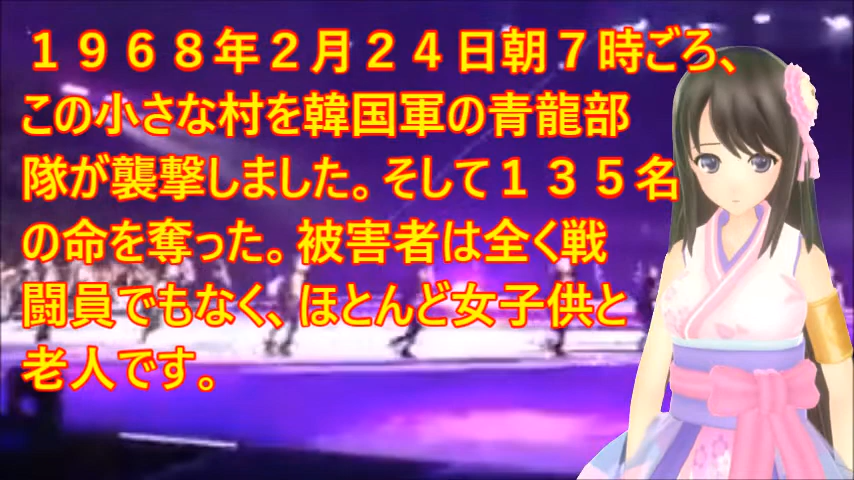 １９６８年２月２４日朝７時ごろ、
この小さな村を韓国軍の青龍部
隊が襲撃しました。そして１３５名
の命を奪った。被害者は全く戦
闘員でもなく、ほとんど女子供と
老人です。